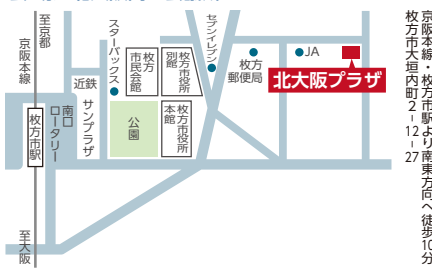 京阪本線・枚方市駅より南東方向へ徒歩10分
枚方市大垣内町2-12-27
至京都
京阪本線
スターバックス
枚方
市民会館
枚方市役所
別館
セブンイレブン
枚方
郵便局
JA
北大阪プラザ
近鉄
サンプラザ
南口
ロータリー
枚方市駅
公園
枚方市役所
本館
至大阪